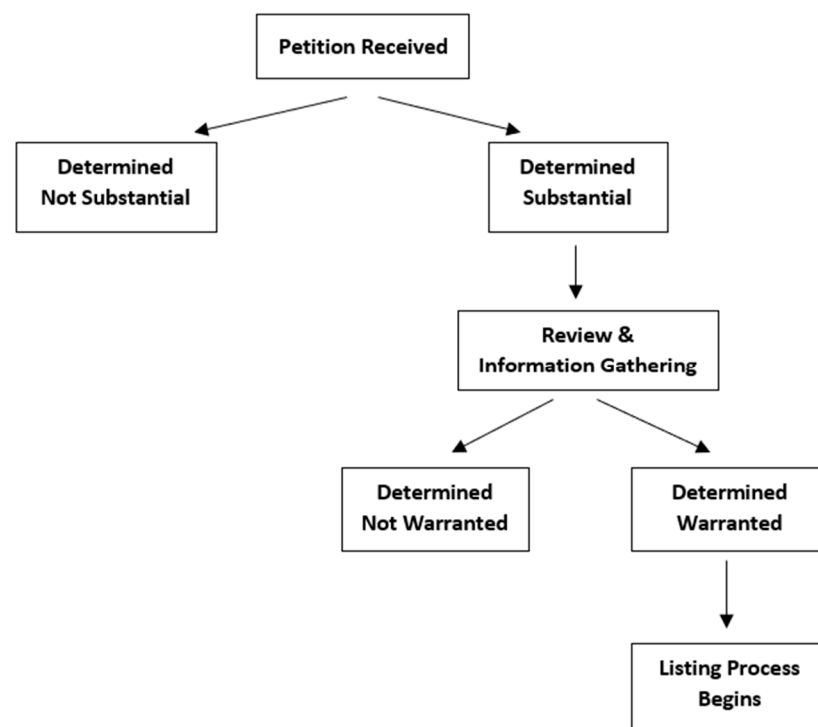 Petition Received
Determined
Not Substantial
Determined
Substantial
Review &
Information Gathering
Determined
Not Warranted
Determined
Warranted
Listing Process
Begins